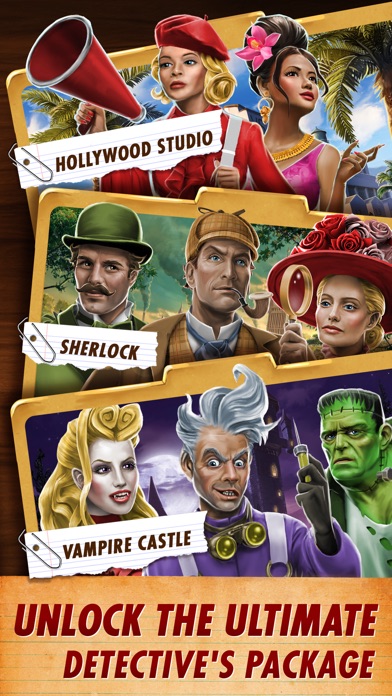 HOLLYWOOD STUDIO
SHERLOCK
VAMPIRE CASTLE
UNLOCK THE ULTIMATE
DETECTIVE'S PACKAGE